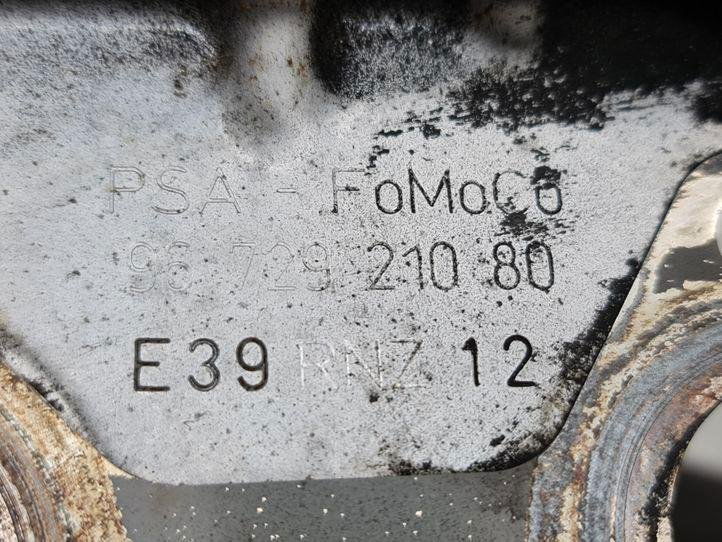 PSA - FoMoCo
96 729 210 80
E39 RNZ 12